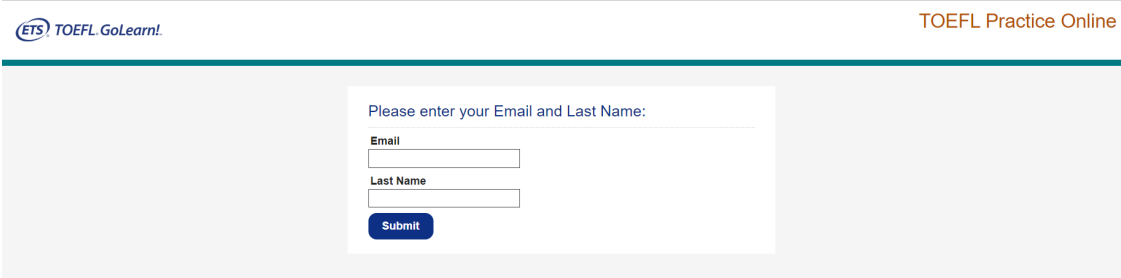 ETS TOEFL GoLearn!
TOEFL Practice Online
Please enter your Email and Last Name:
Email
Last Name
Submit